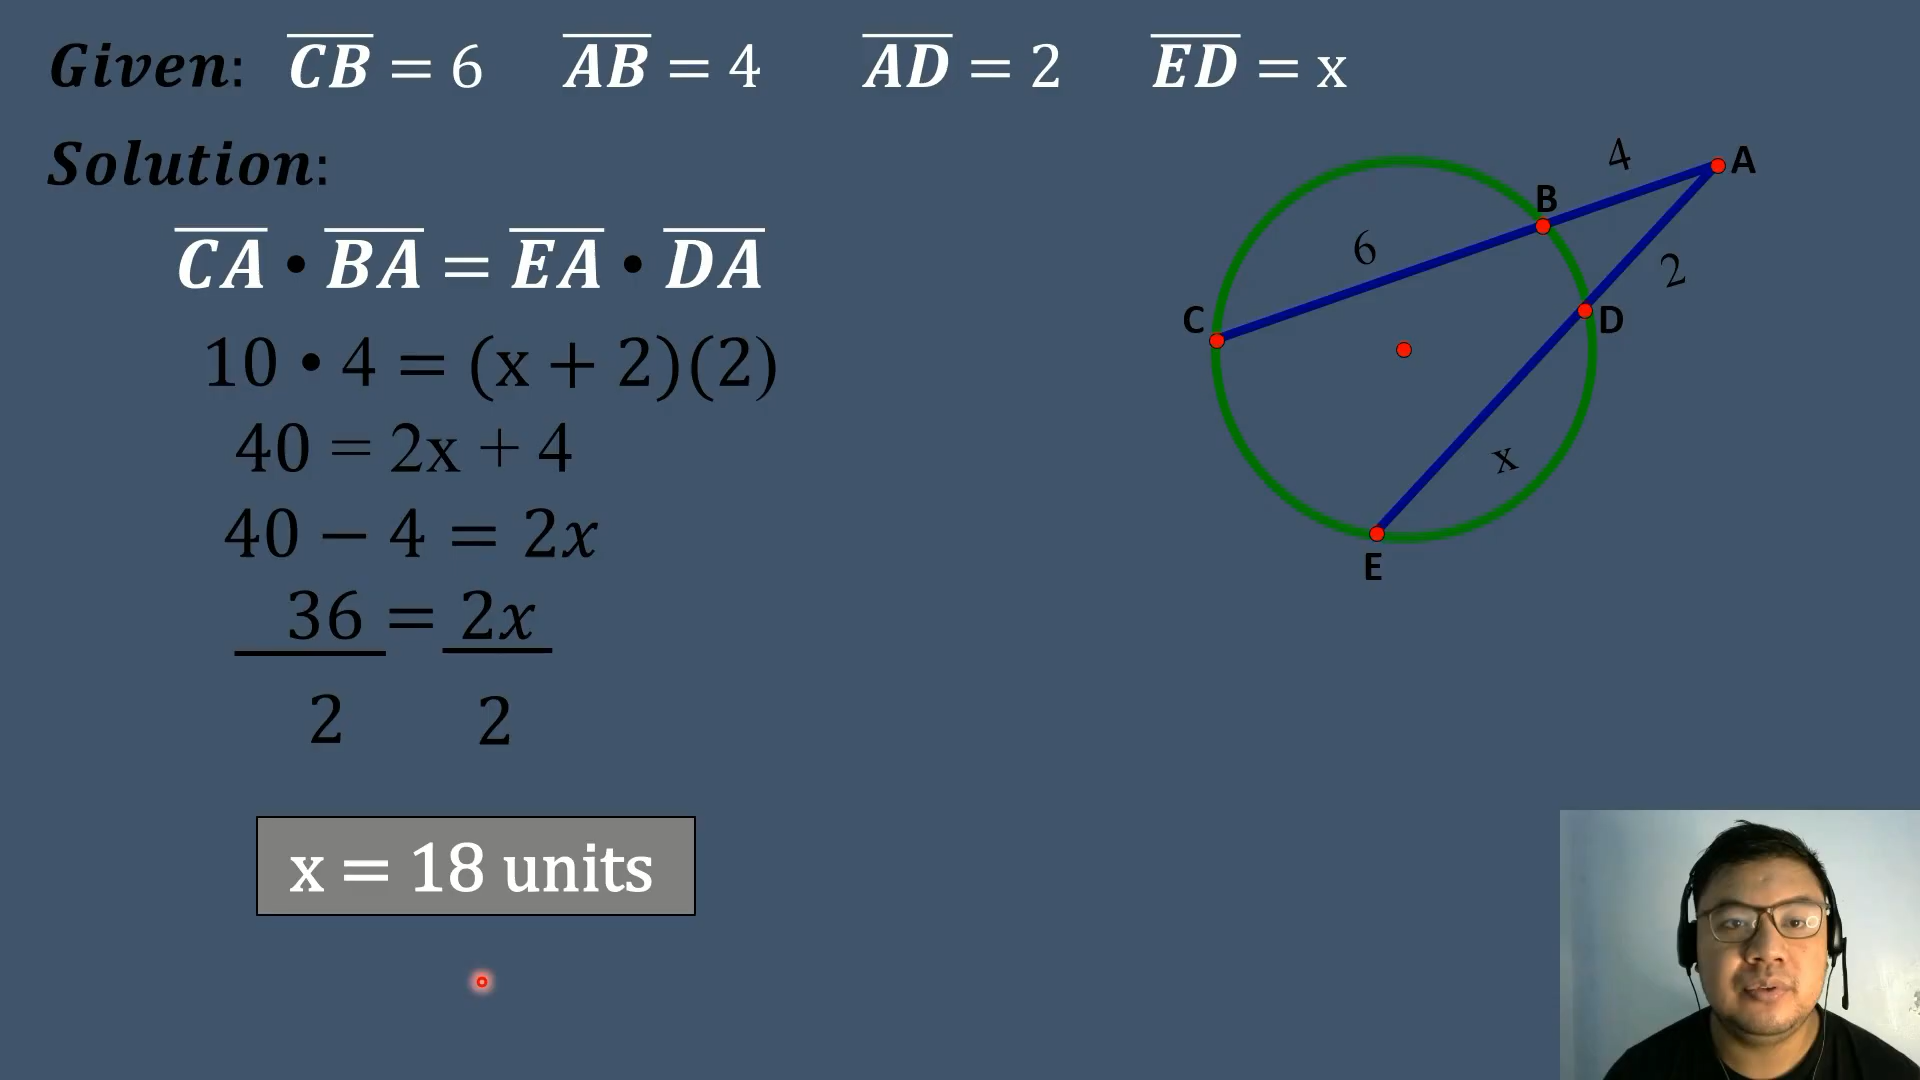 Given: CB = 6 AB = 4 AD = 2 ED = x
Solution:
CA • BA = EA • DA
10 • 4 = (x + 2)(2)
40 = 2x + 4
40 − 4 = 2x
36 = 2x
2 2
x = 18 units
4
A
B
6
2
C
D
x
E